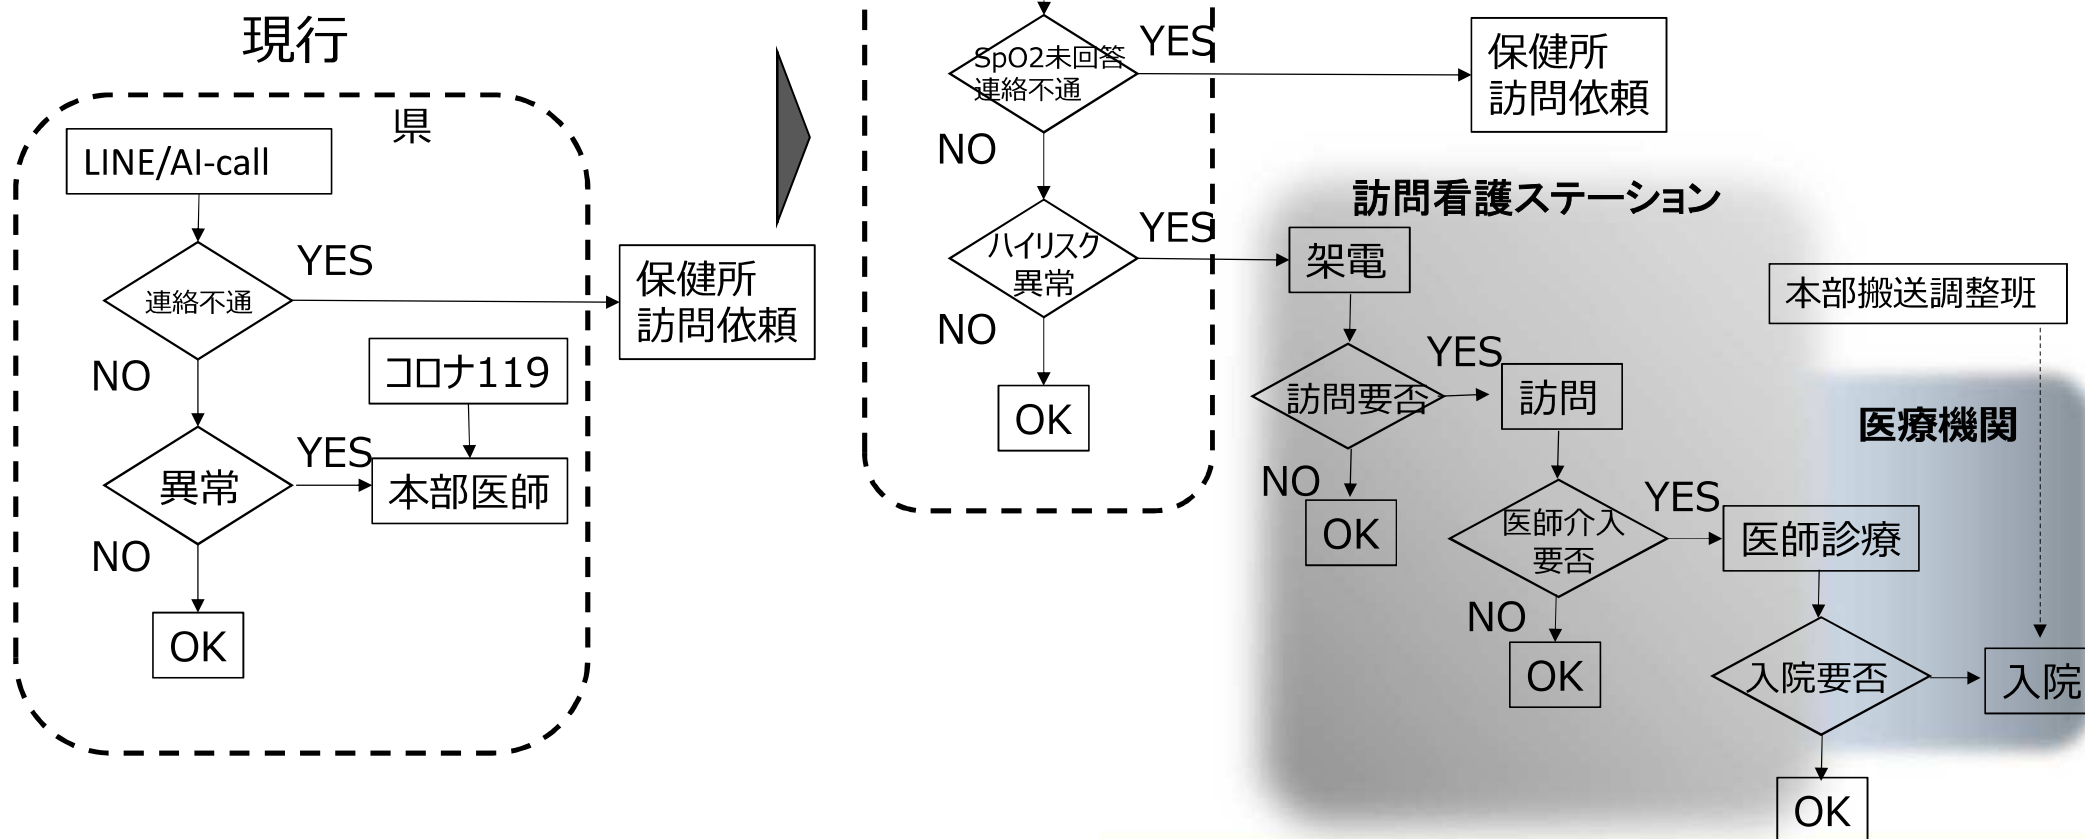 現行
県
LINE/AI-call
連絡不通
YES
保健所
訪問依頼
NO
コロナ119
異常
YES
本部医師
NO
OK
SpO2未回答
連絡不通
YES
保健所
訪問依頼
NO
ハイリスク
異常
YES
NO
OK
訪問看護ステーション
架電
訪問要否
YES
訪問
NO
OK
医師介入
要否
YES
医師診療
NO
OK
本部搬送調整班
医療機関
入院要否
入院
OK